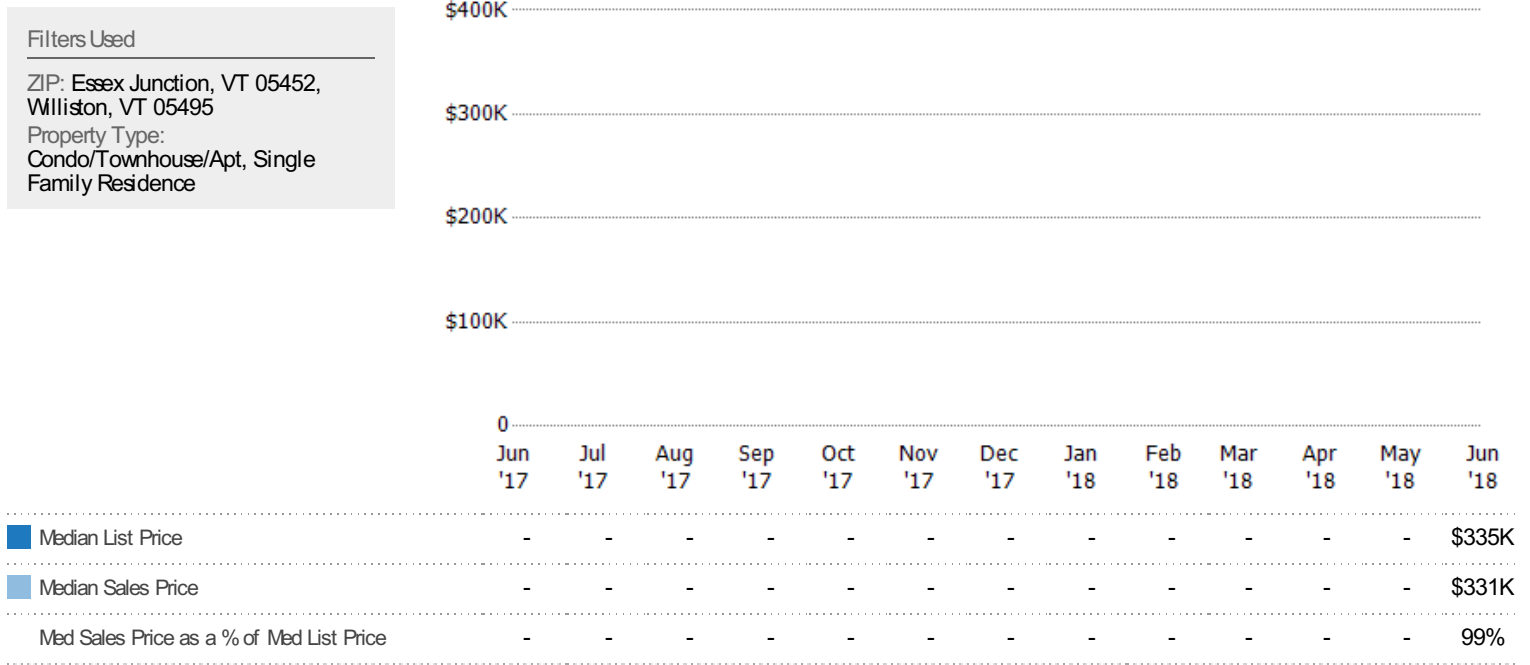 Filters Used
ZIP: Essex Junction, VT 05452,
Williston, VT 05495
Property Type:
Condo/Townhouse/Apt, Single
Family Residence
$400K
$300K
$200K
$100K
0
Jun Jul Aug Sep Oct Nov Dec Jan Feb Mar Apr May Jun
'17 '17 '17 '17 '17 '17 '17 '18 '18 '18 '18 '18 '18
Median List Price - - - - - - - - - - - - $335K
Median Sales Price - - - - - - - - - - - - $331K
Med Sales Price as a % of Med List Price - - - - - - - - - - - - 99%